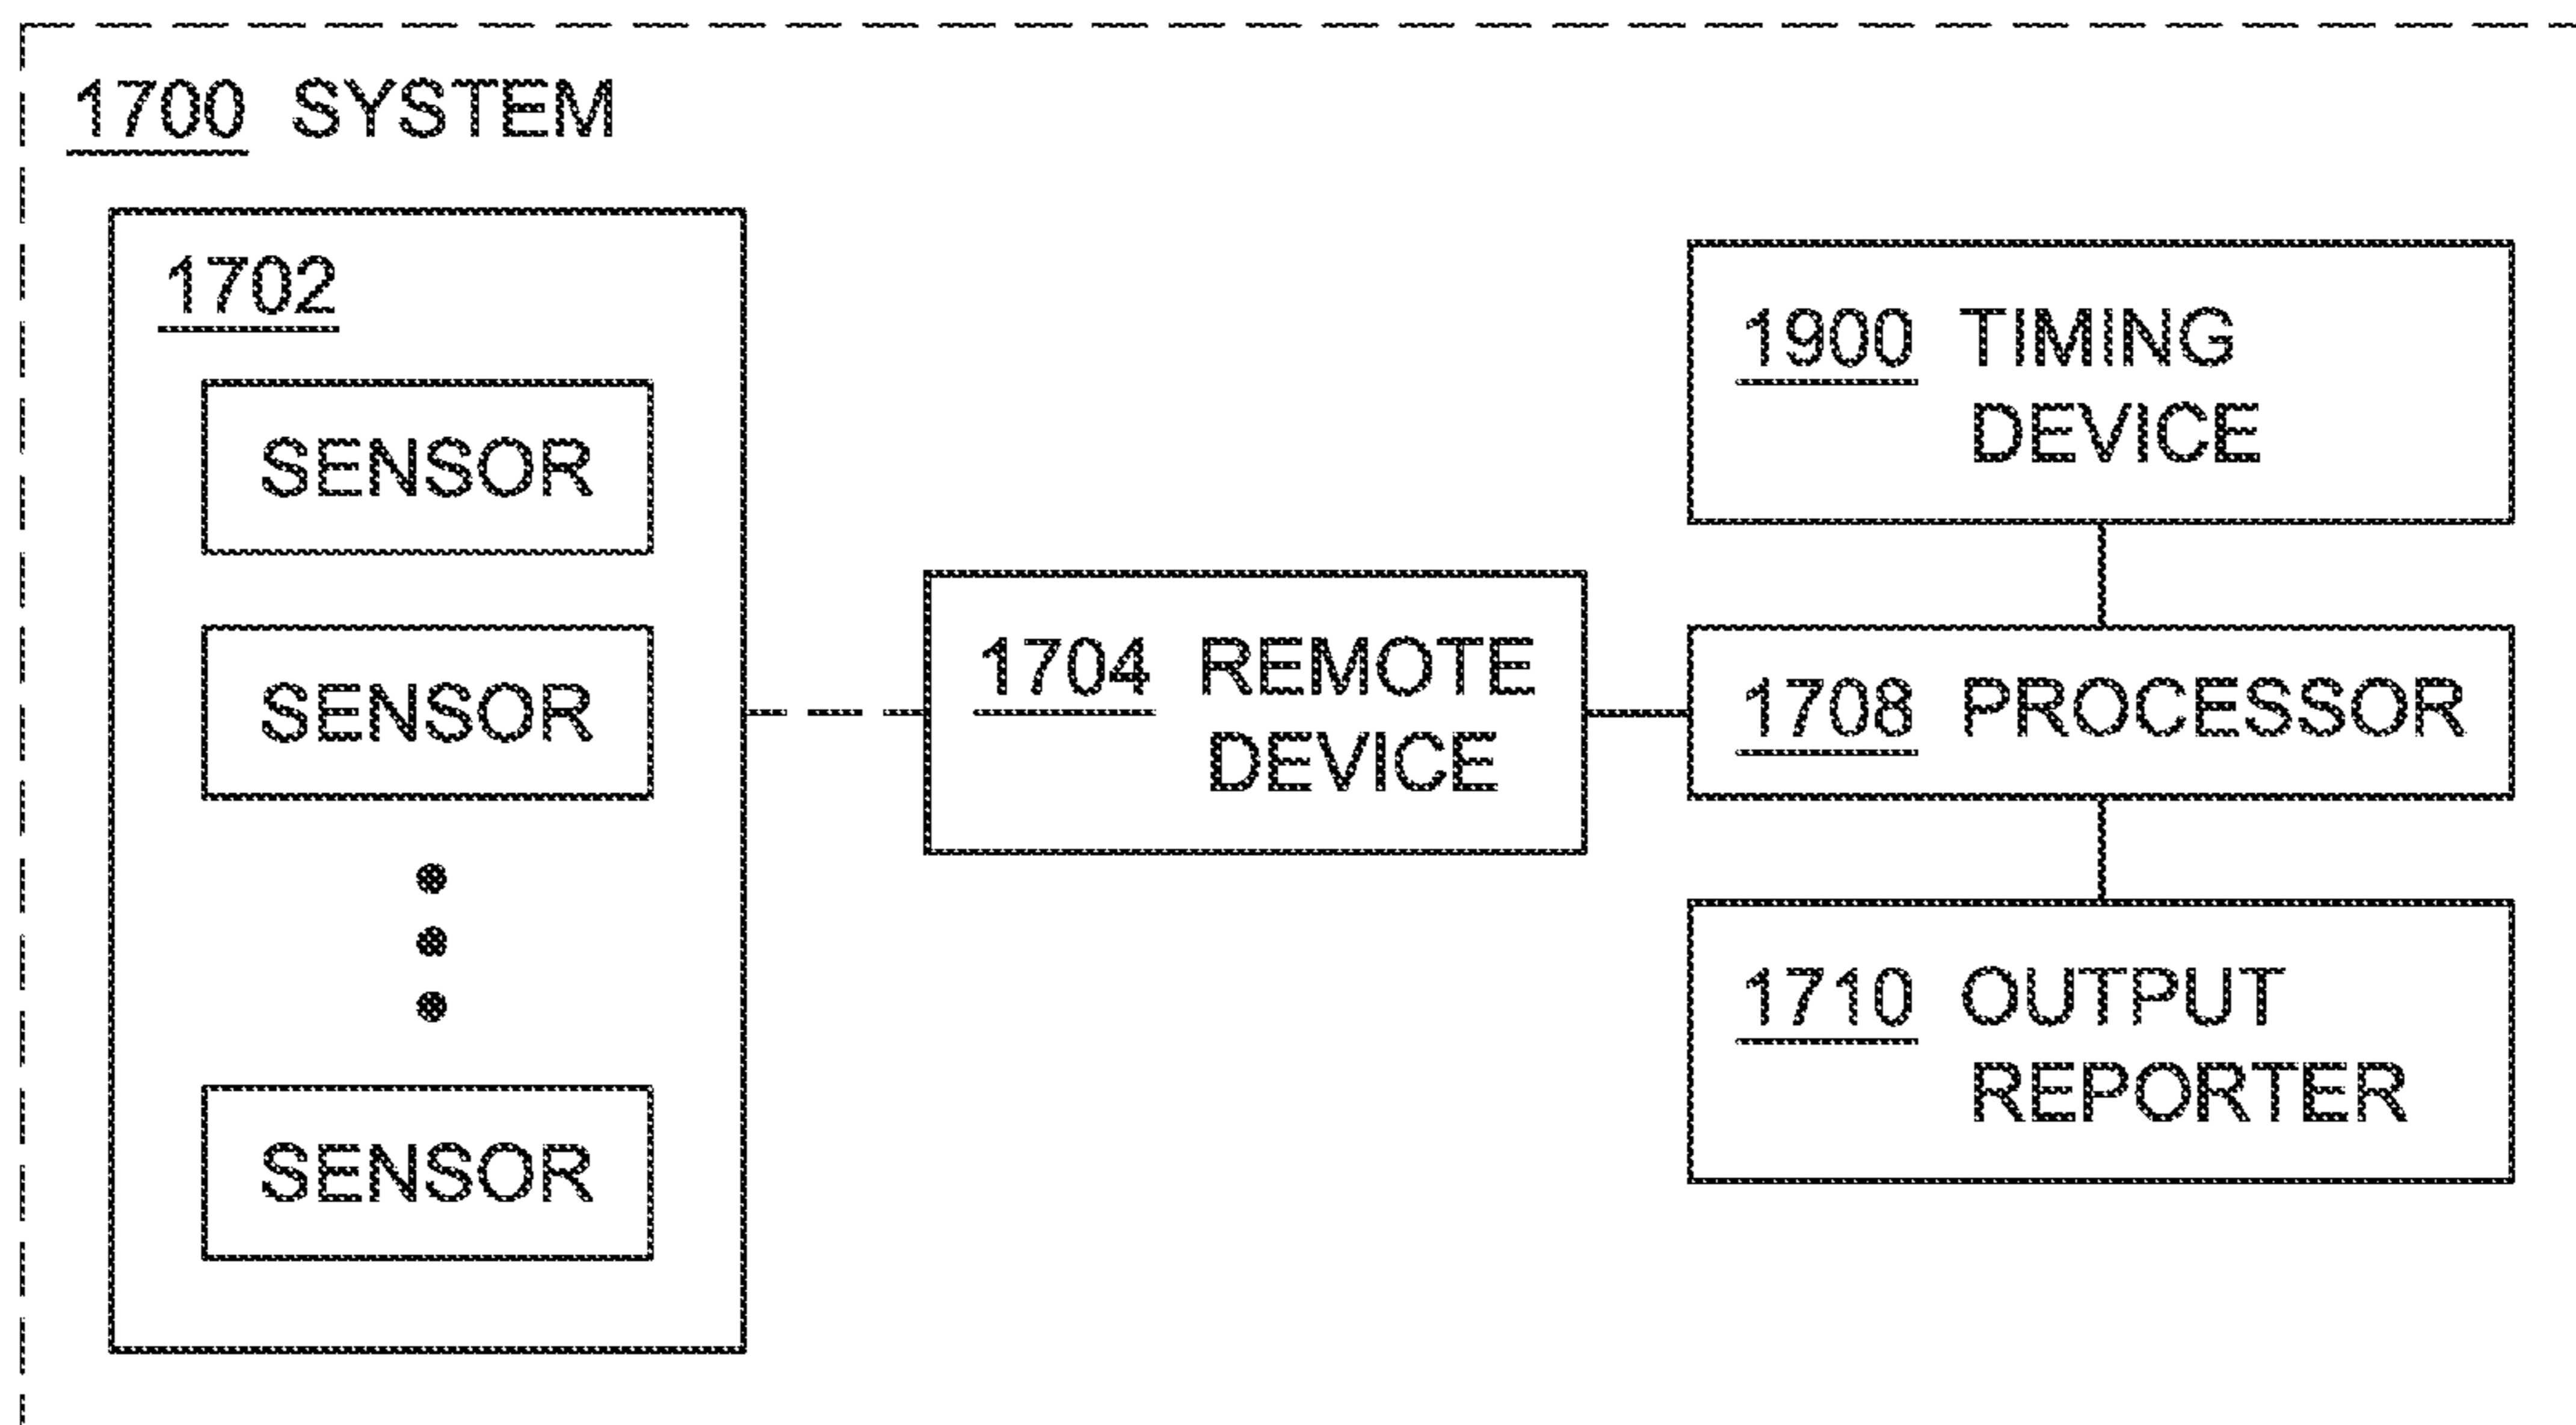 1700 SYSTEM
1702
SENSOR
SENSOR
SENSOR
1704 REMOTE
DEVICE
1900 TIMING
DEVICE
1708 PROCESSOR
1710 OUTPUT
REPORTER